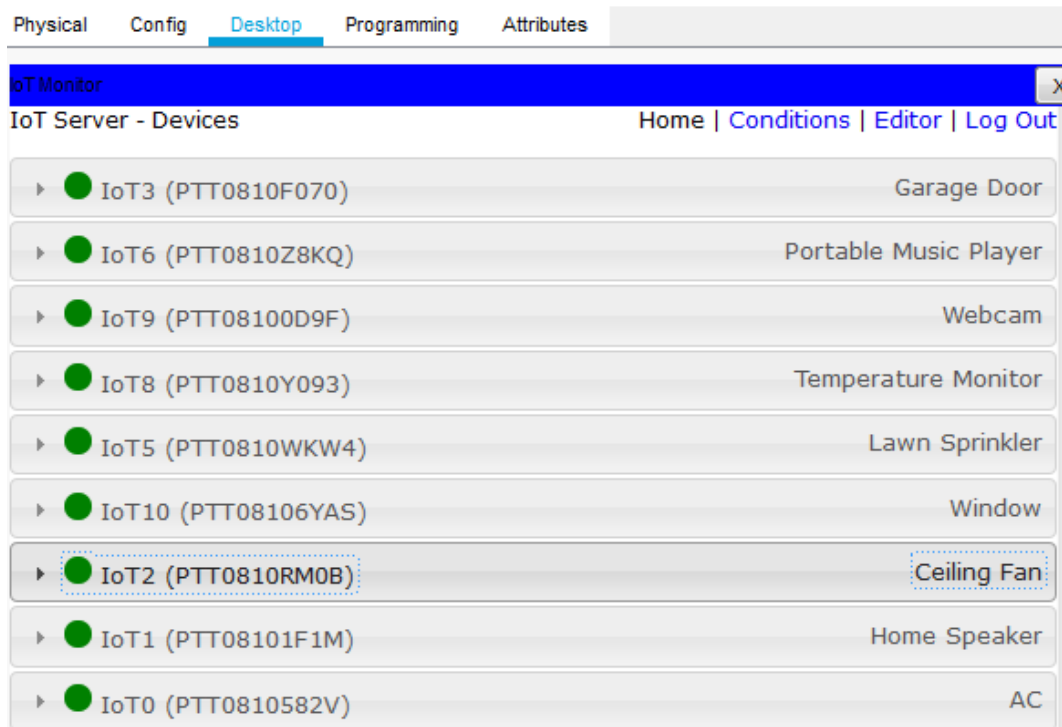 Physical Config Desktop Programming Attributes
IoT Monitor X
IoT Server - Devices Home | Conditions | Editor | Log Out
IoT3 (PTT0810F070) Garage Door
IoT6 (PTT0810Z8KQ) Portable Music Player
IoT9 (PTT08100D9F) Webcam
IoT8 (PTT0810Y093) Temperature Monitor
IoT5 (PTT0810WKW4) Lawn Sprinkler
IoT10 (PTT08106YAS) Window
IoT2 (PTT0810RM0B) Ceiling Fan
IoT1 (PTT08101F1M) Home Speaker
IoT0 (PTT0810582V) AC